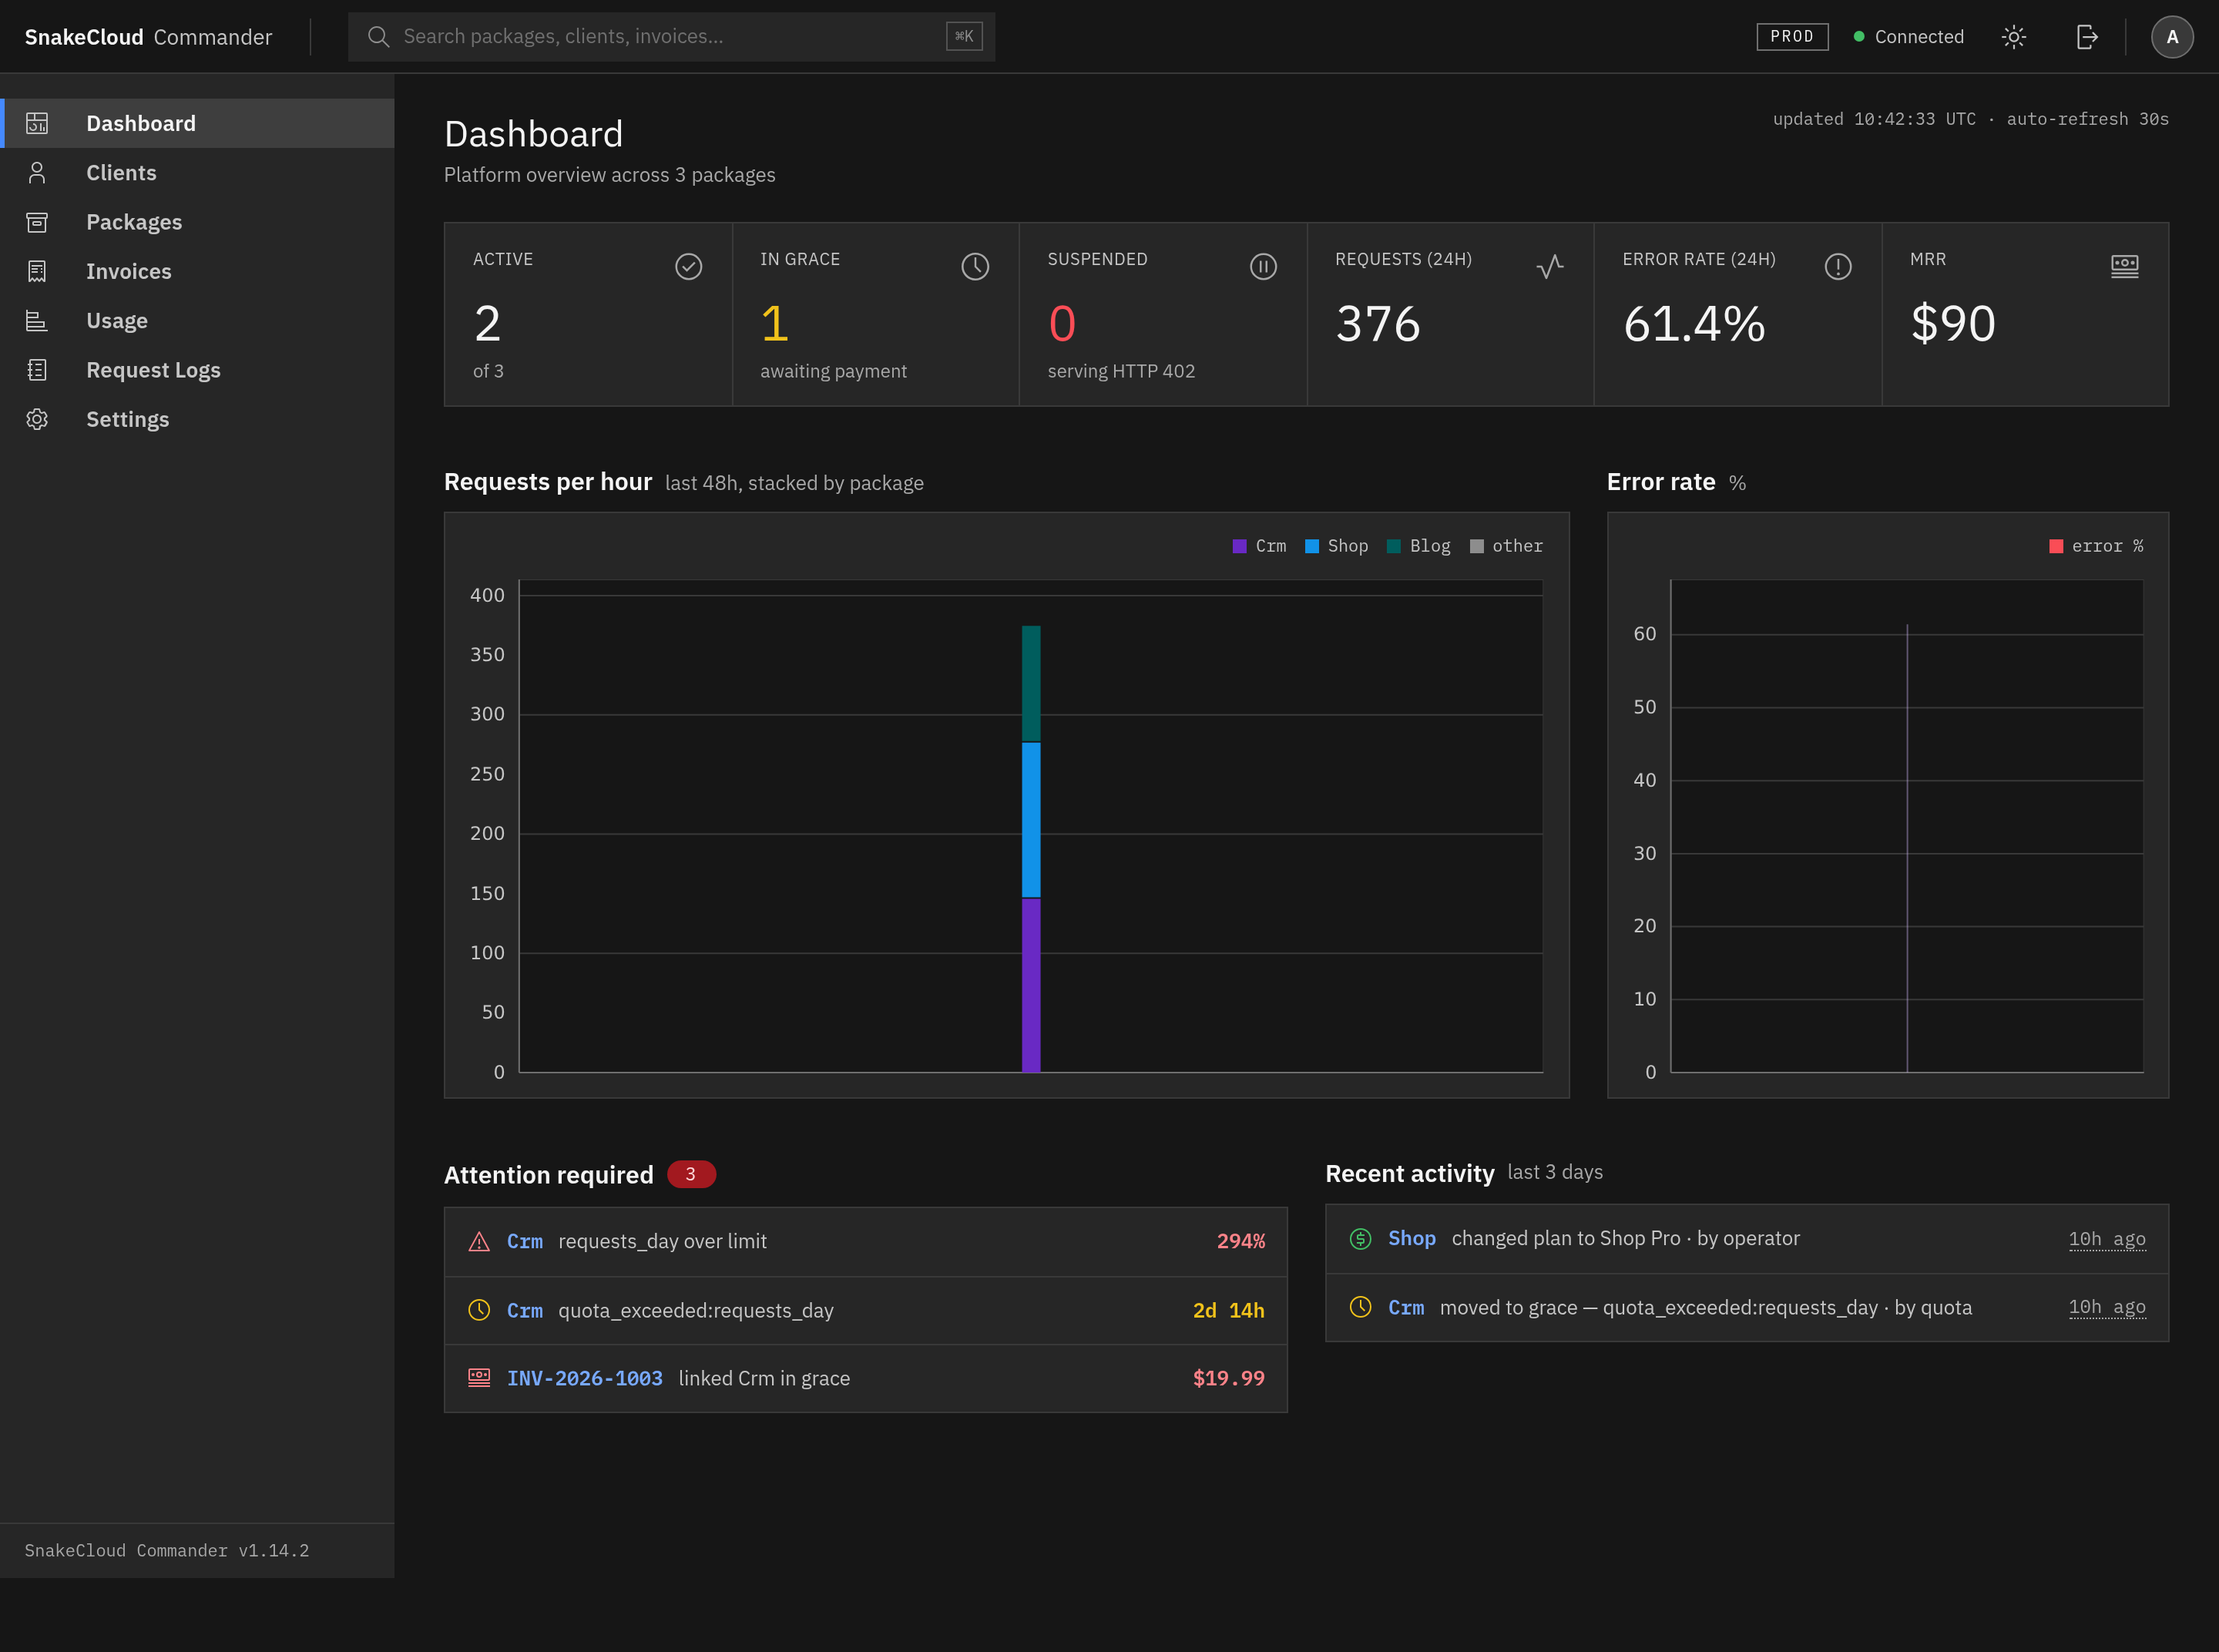 SnakeCloud Commander
Search packages, clients, invoices...
⌘K
PROD
Connected
A
Dashboard
Clients
Packages
Invoices
Usage
Request Logs
Settings
SnakeCloud Commander v1.14.2
Dashboard
Platform overview across 3 packages
updated 10:42:33 UTC · auto-refresh 30s
ACTIVE
2
of 3
IN GRACE
1
awaiting payment
SUSPENDED
0
serving HTTP 402
REQUESTS (24H)
376
ERROR RATE (24H)
61.4%
MRR
$90
Requests per hour last 48h, stacked by package
Crm Shop Blog other
400
350
300
250
200
150
100
50
0
Error rate %
error %
60
50
40
30
20
10
0
Attention required 3
Crm requests_day over limit 294%
Crm quota_exceeded:requests_day 2d 14h
INV-2026-1003 linked Crm in grace $19.99
Recent activity last 3 days
Shop changed plan to Shop Pro · by operator 10h ago
Crm moved to grace — quota_exceeded:requests_day · by quota 10h ago